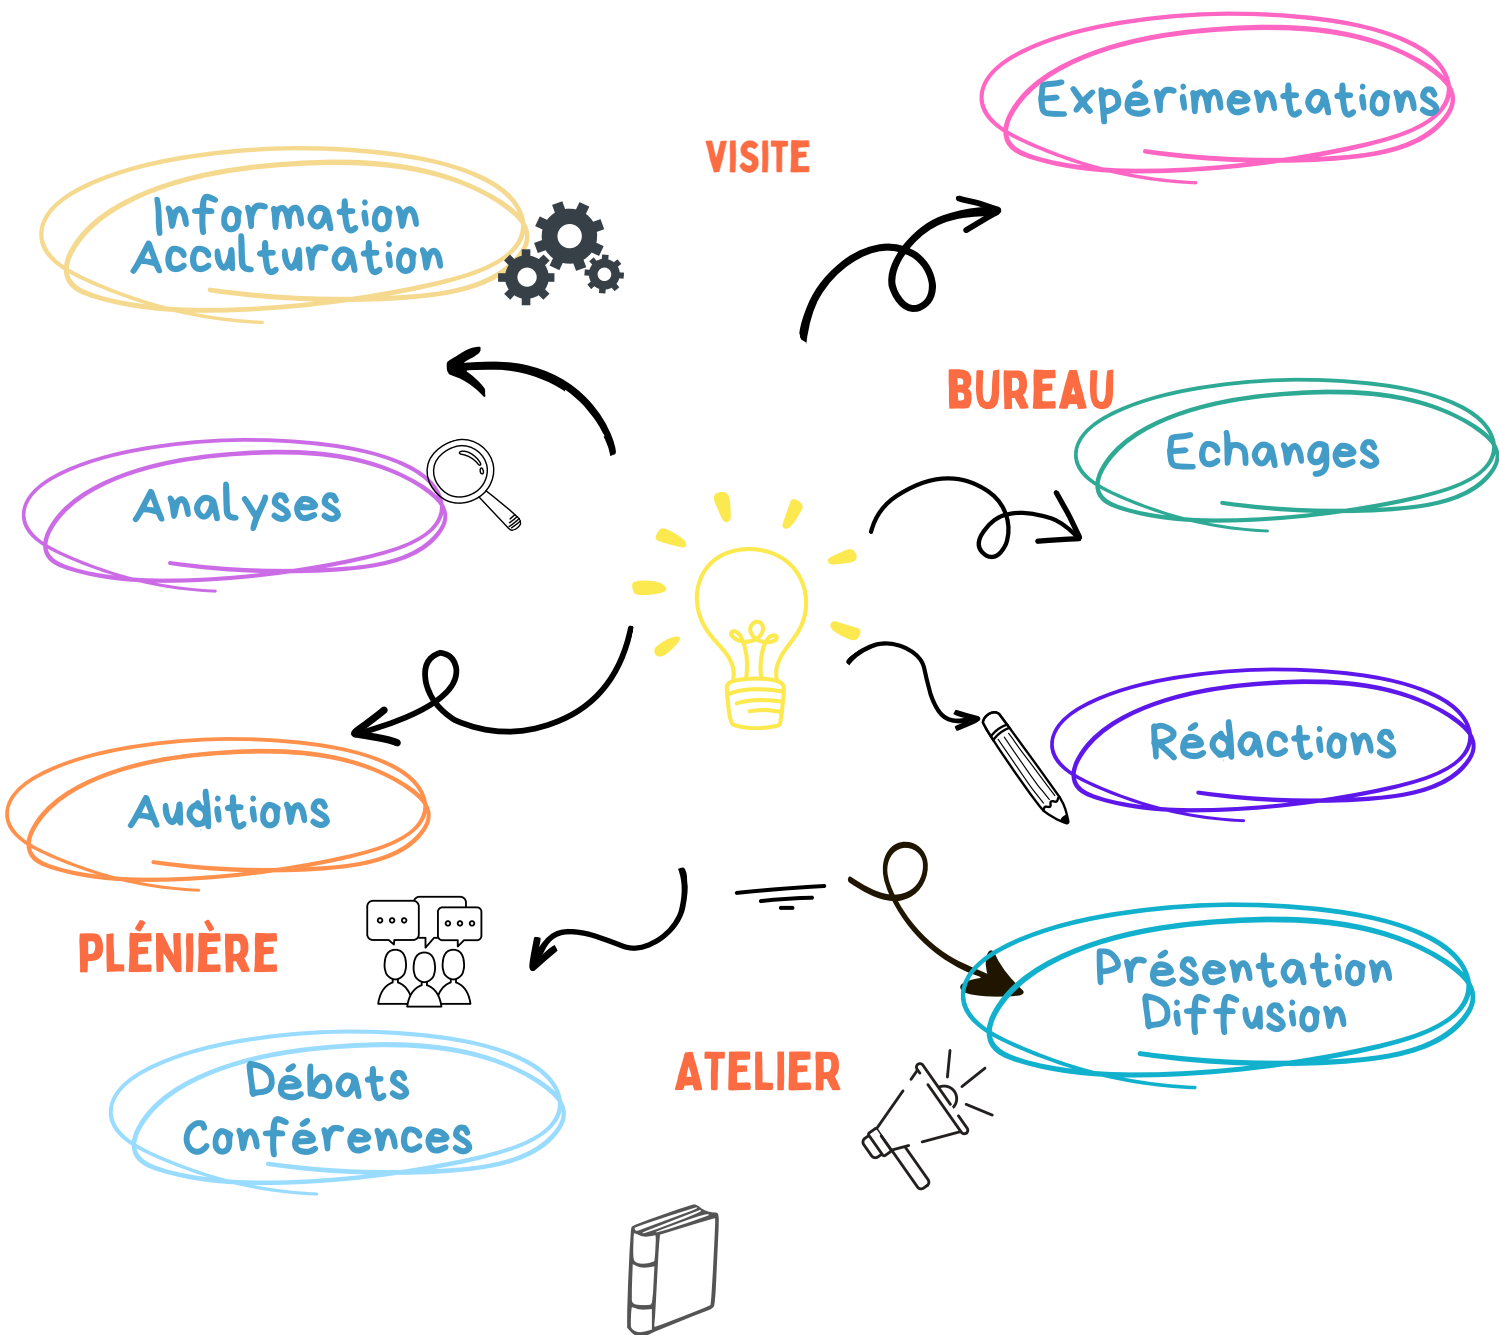 Expérimentations
VISITE
Information
Acculturation
BUREAU
Echanges
Analyses
Rédactions
Auditions
PLÉNIÈRE
Présentation
Diffusion
ATELIER
Débats
Conférences